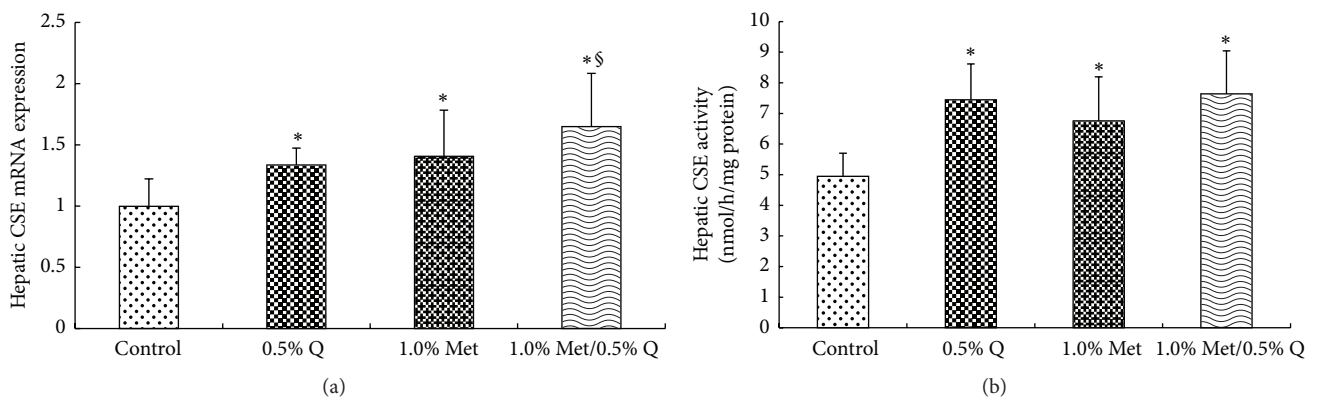 Hepatic CSE mRNA expression
2.5
2
1.5
1
0.5
0
*
*
*§
Control
0.5% Q
1.0% Met
1.0% Met/0.5% Q
(a)
Hepatic CSE activity
(nmol/h/mg protein)
10
9
8
7
6
5
4
3
2
1
0
*
*
*
Control
0.5% Q
1.0% Met
1.0% Met/0.5% Q
(b)